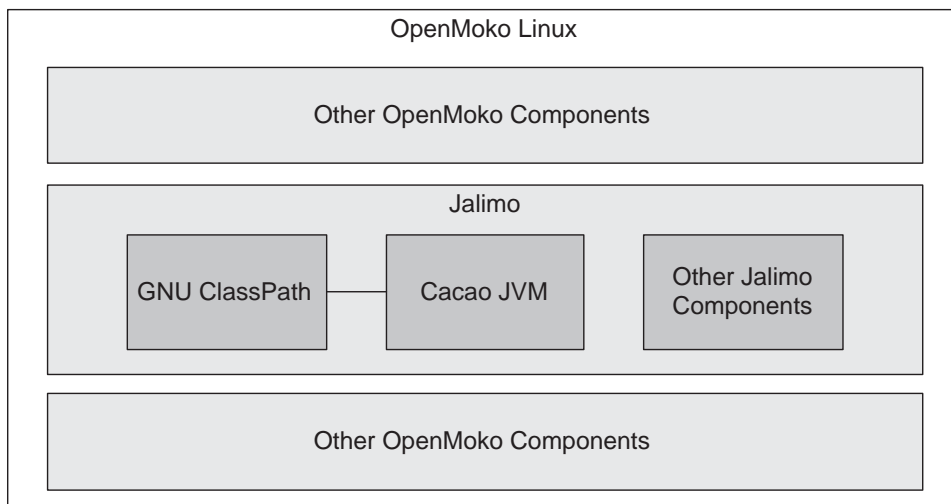 OpenMoko Linux
Other OpenMoko Components
Jalimo
GNU ClassPath
Cacao JVM
Other Jalimo
Components
Other OpenMoko Components